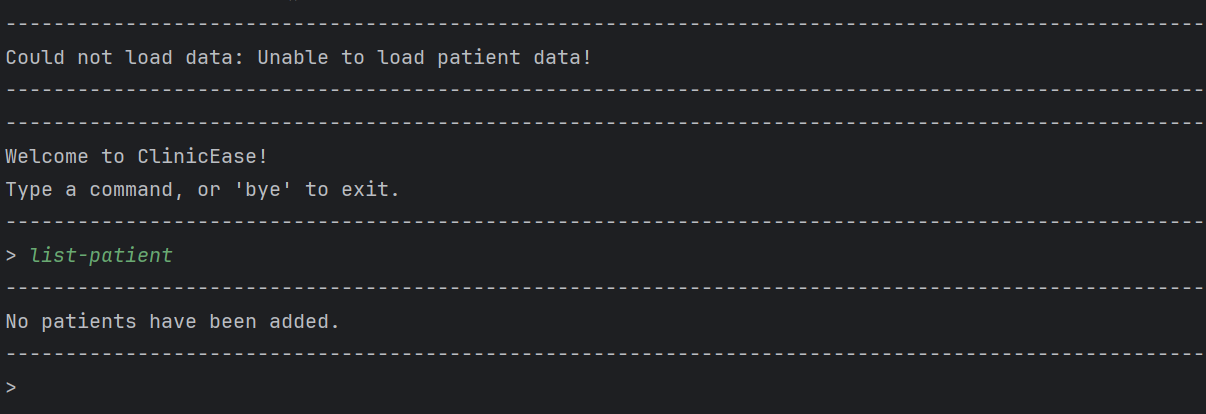 ----------------------------------------------------------------------------------------------------
Could not load data: Unable to load patient data!
----------------------------------------------------------------------------------------------------
----------------------------------------------------------------------------------------------------
Welcome to ClinicEase!
Type a command, or 'bye' to exit.
----------------------------------------------------------------------------------------------------
> list-patient
----------------------------------------------------------------------------------------------------
No patients have been added.
----------------------------------------------------------------------------------------------------
>